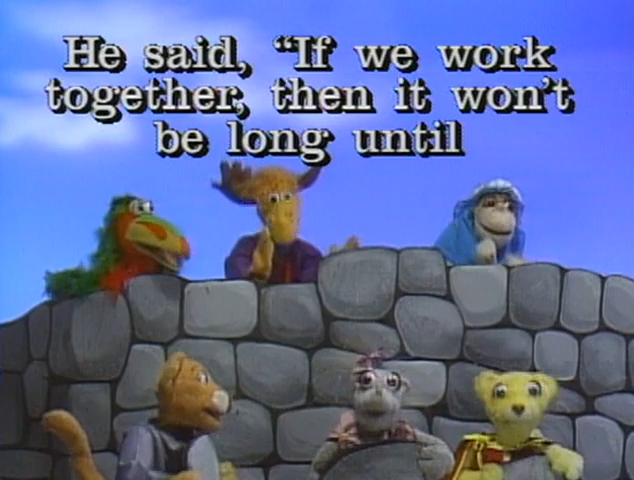 He said, “If we work
together, then it won’t
be long until